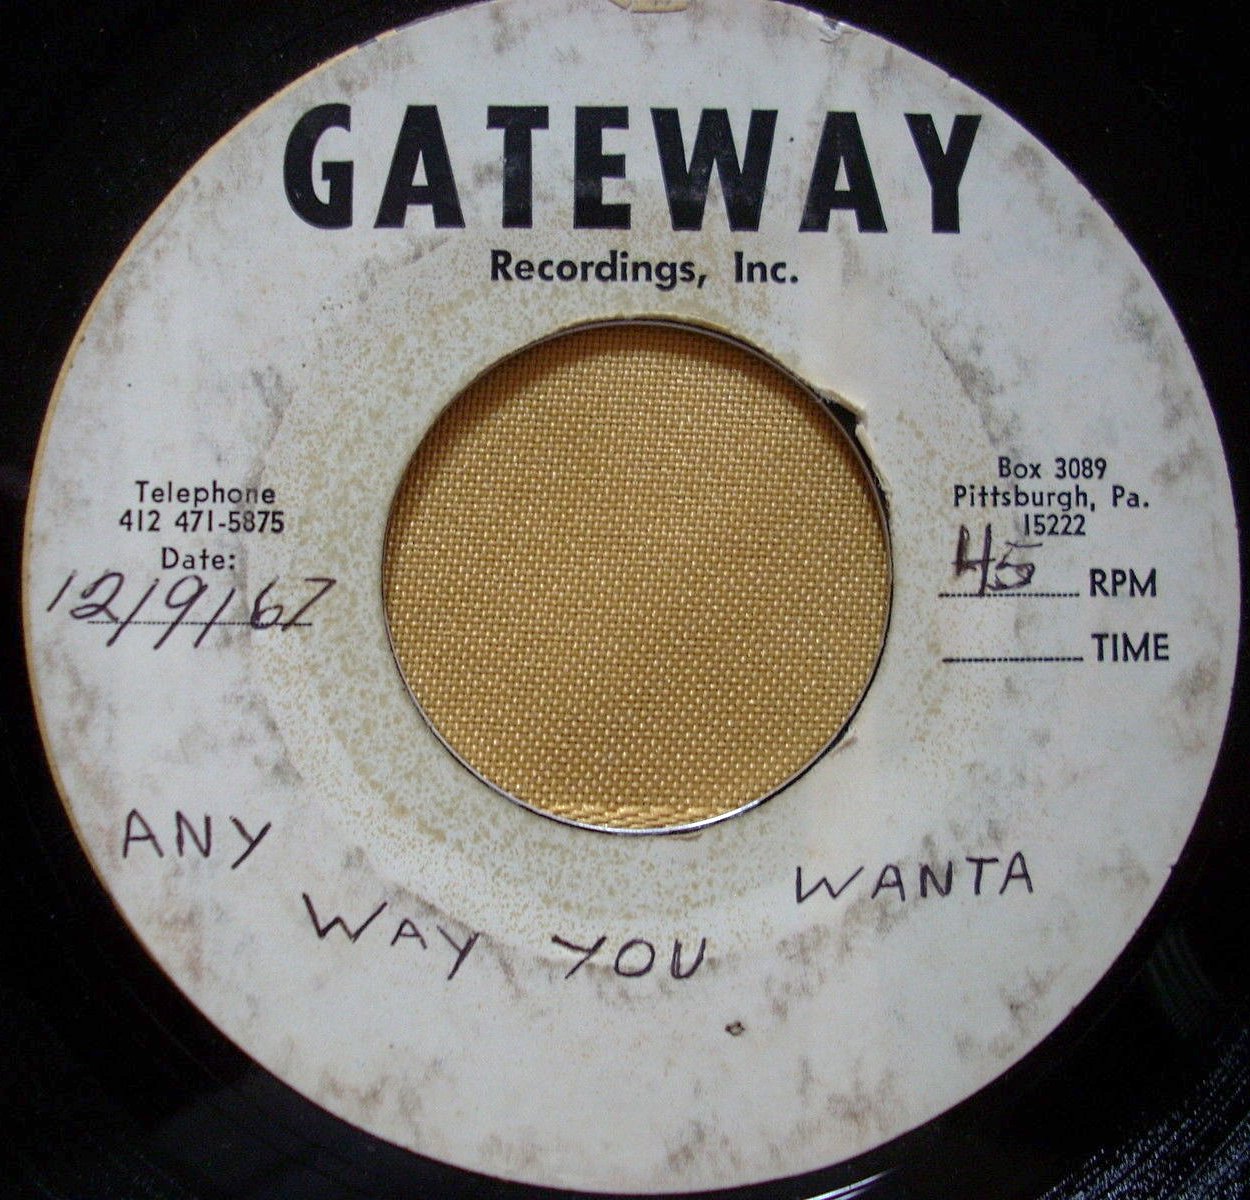 GATEWAY
Recordings, Inc.
Telephone
412 471-5875
Date:
12/9/67
Box 3089
Pittsburgh, Pa.
15222
45 RPM
TIME
ANY
WAY YOU
WANTA